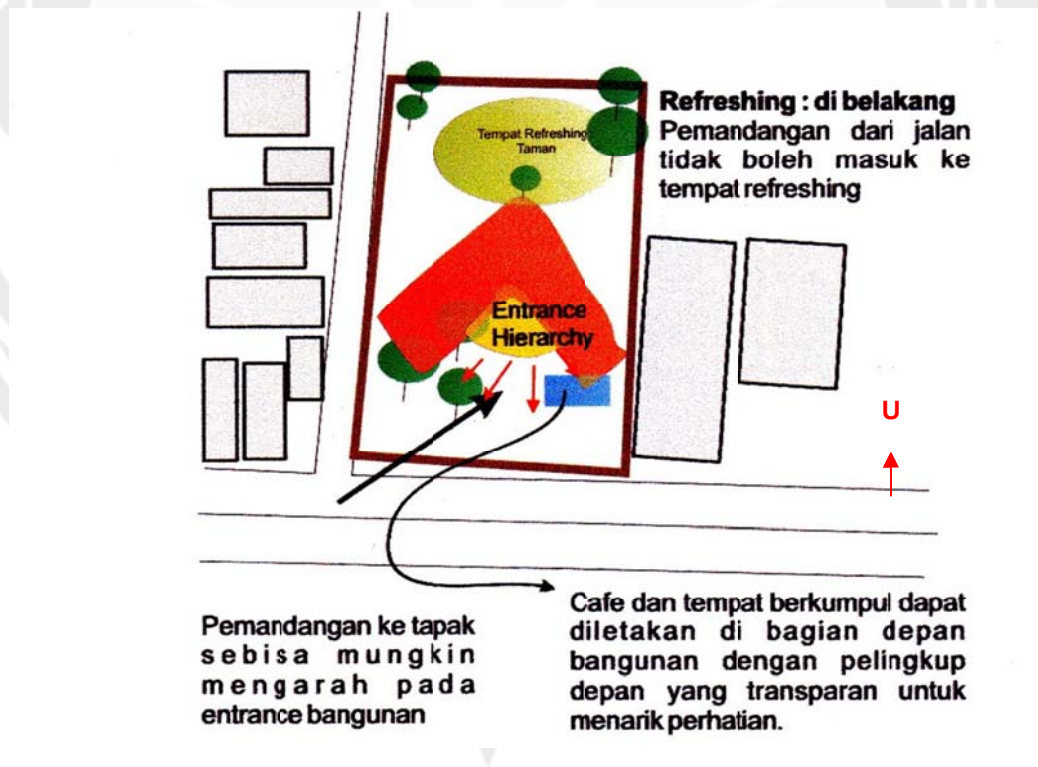 Refreshing : di belakang
Pemandangan dari jalan
tidak boleh masuk ke
tempat refreshing
Tempat Refreshing
Taman
Entrance
Hierarchy
U
Pemandangan ke tapak
sebisa mungkin
mengarah pada
entrance bangunan
Cafe dan tempat berkumpul dapat
diletakan di bagian depan
bangunan dengan pelingkup
depan yang transparan untuk
menarik perhatian.